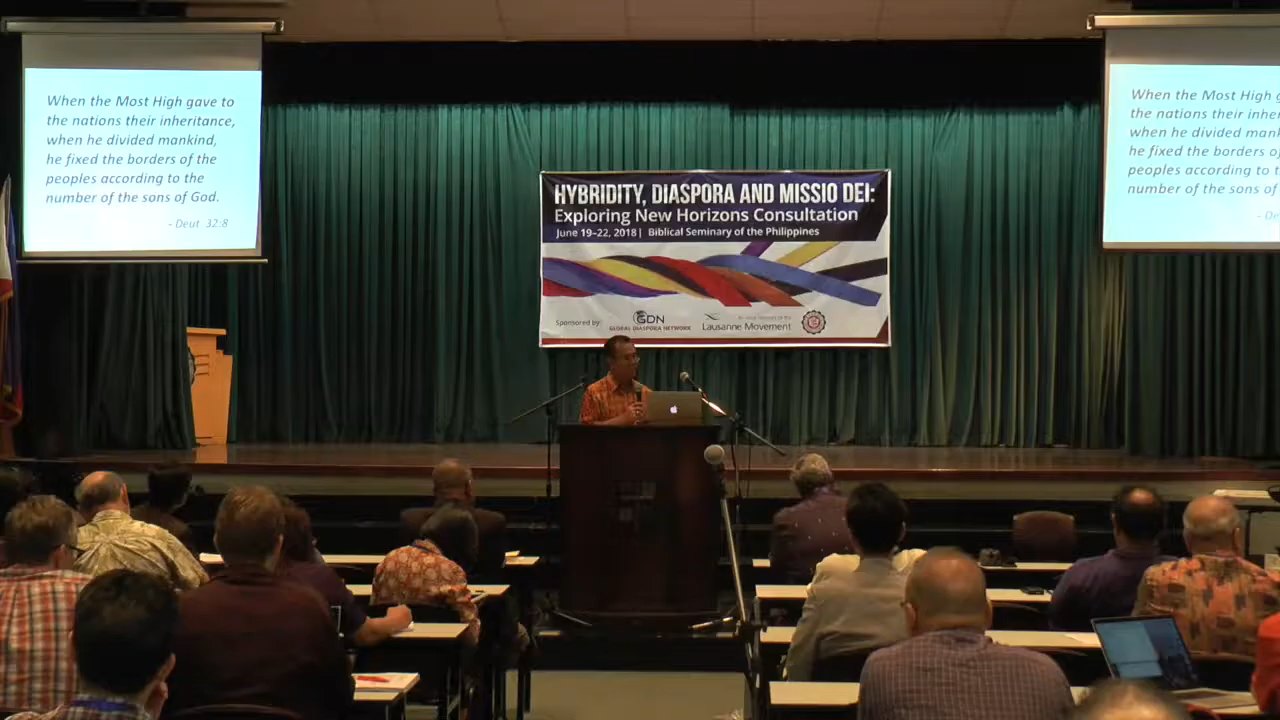 When the Most High gave to
the nations their inheritance,
when he divided mankind,
he fixed the borders of the
peoples according to the
number of the sons of God.
- Deut 32.8
HYBRIDITY, DIASPORA AND MISSIO DEI:
Exploring New Horizons Consultation
June 19-22, 2018 | Biblical Seminary of the Philippines
Sponsored by:
GDN
GLOBAL DIASPORA NETWORK
Lausanne Movement
When the Most High
the nations their
when he divided
he fixed the borders
peoples according to
number of the sons of